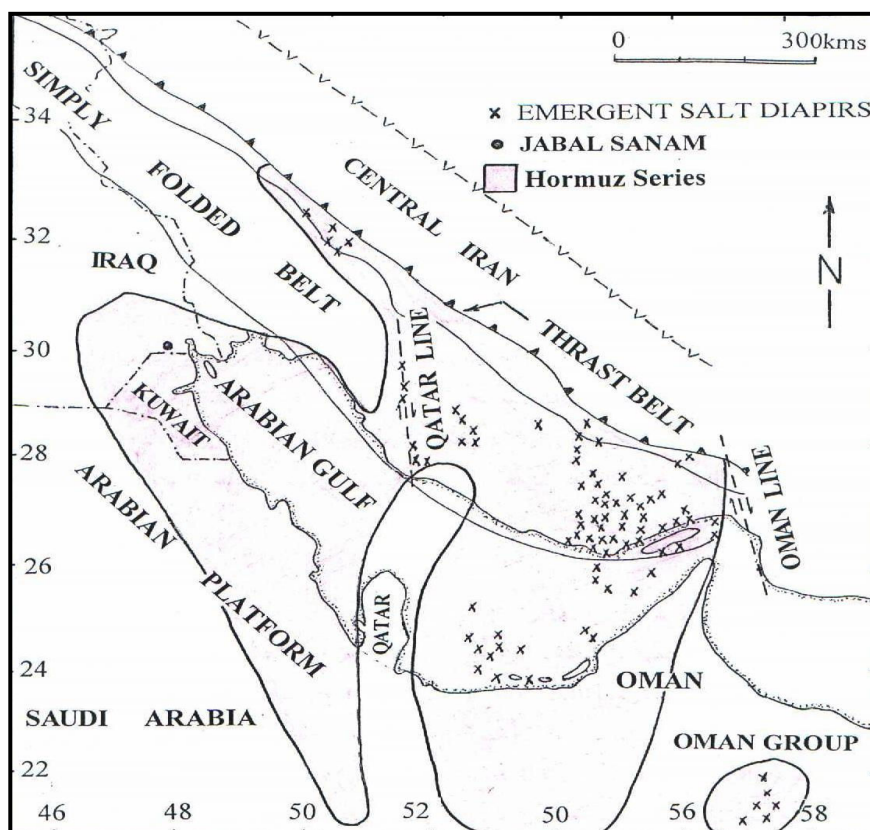 0 300kms
× EMERGENT SALT DIAPIRS
● JABAL SANAM
Hormuz Series
N
34
32
30
28
26
24
22
SIMPLY
FOLDED
BELT
CENTRAL
IRAN
THRAST BELT
IRAQ
QATAR LINE
OMAN LINE
KUWAIT
ARABIAN GULF
ARABIAN
PLATFORM
QATAR
OMAN
SAUDI ARABIA
OMAN GROUP
46 48 50 52 50 56 58